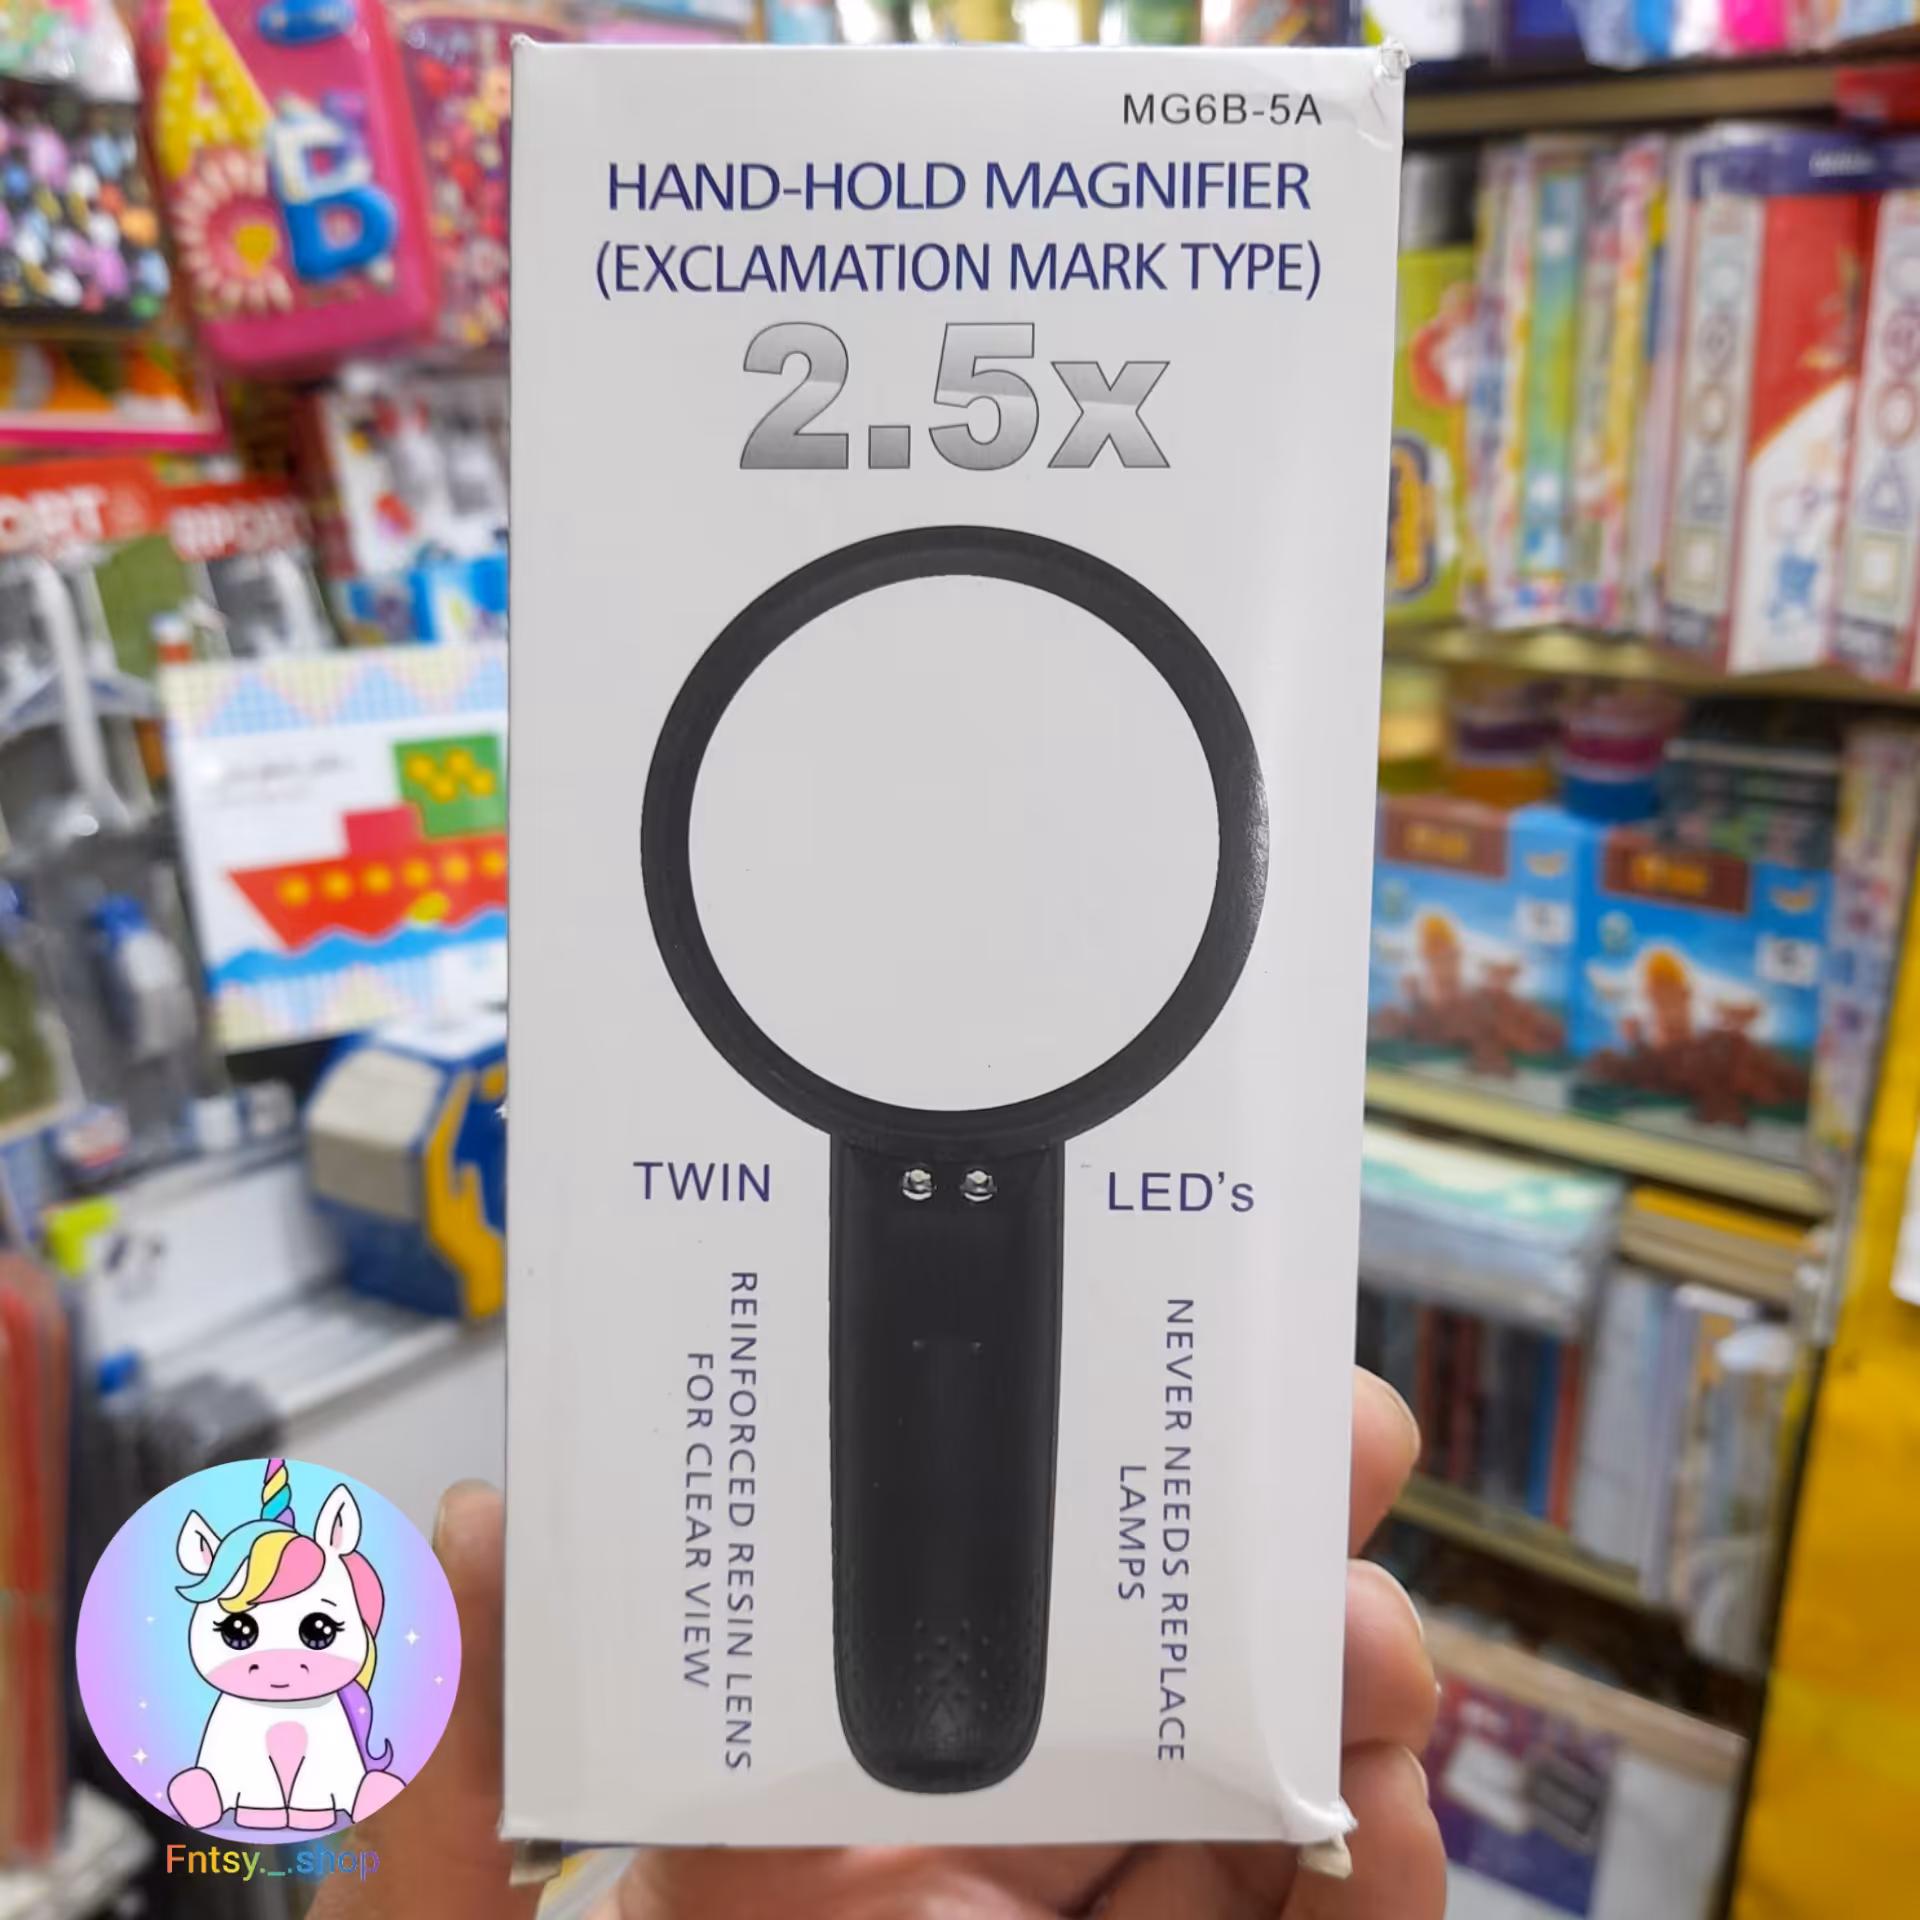 MG6B-5A
HAND-HOLD MAGNIFIER
(EXCLAMATION MARK TYPE)
2.5x
TWIN
LED's
REINFORCED RESIN LENS
FOR CLEAR VIEW
NEVER NEEDS REPLACE
LAMPS
Fntsy._.shop